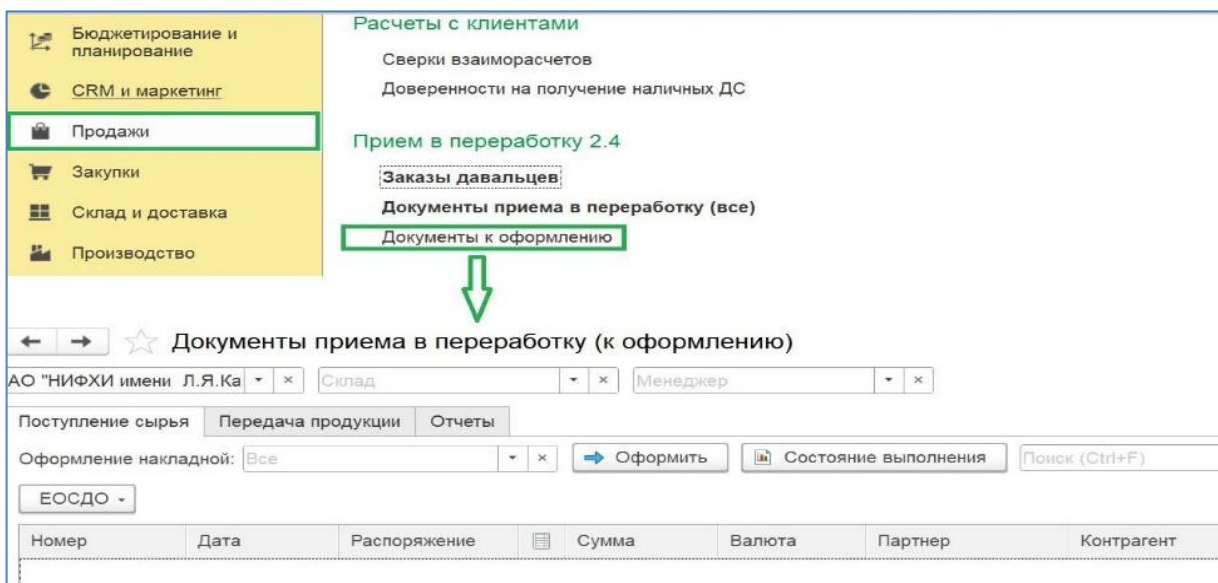 Бюджетирование и
планирование
CRM и маркетинг
Продажи
Закупки
Склад и доставка
Производство
Расчеты с клиентами
Сверки взаиморасчетов
Доверенности на получение наличных ДС
Прием в переработку 2.4
Заказы давальцев
Документы приема в переработку (все)
Документы к оформлению
Документы приема в переработку (к оформлению)
АО "НИФХИ имени Л.Я.Ка Склад Менеджер
Поступление сырья Передача продукции Отчеты
Оформление накладной: Все Оформить Состояние выполнения Поиск (Ctrl+F)
ЕОСДО
Номер Дата Распоряжение Сумма Валюта Партнер Контрагент